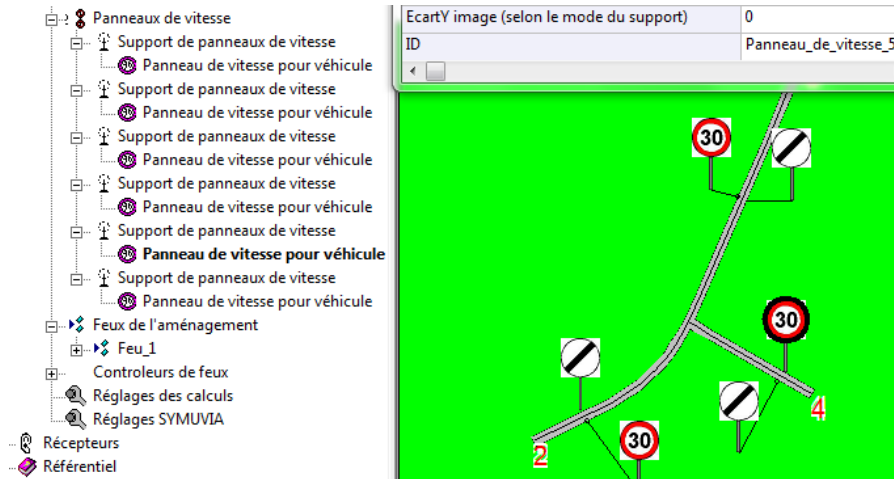 Panneaux de vitesse
Support de panneaux de vitesse
Panneau de vitesse pour véhicule
Support de panneaux de vitesse
Panneau de vitesse pour véhicule
Support de panneaux de vitesse
Panneau de vitesse pour véhicule
Support de panneaux de vitesse
Panneau de vitesse pour véhicule
Support de panneaux de vitesse
Panneau de vitesse pour véhicule
Support de panneaux de vitesse
Panneau de vitesse pour véhicule
Feux de l'aménagement
Feu_1
Controleurs de feux
Réglages des calculs
Réglages SYMUVIA
Récepteurs
Référentiel
EcartY image (selon le mode du support) 0
ID Panneau_de_vitesse_5
30
30
4
30
2